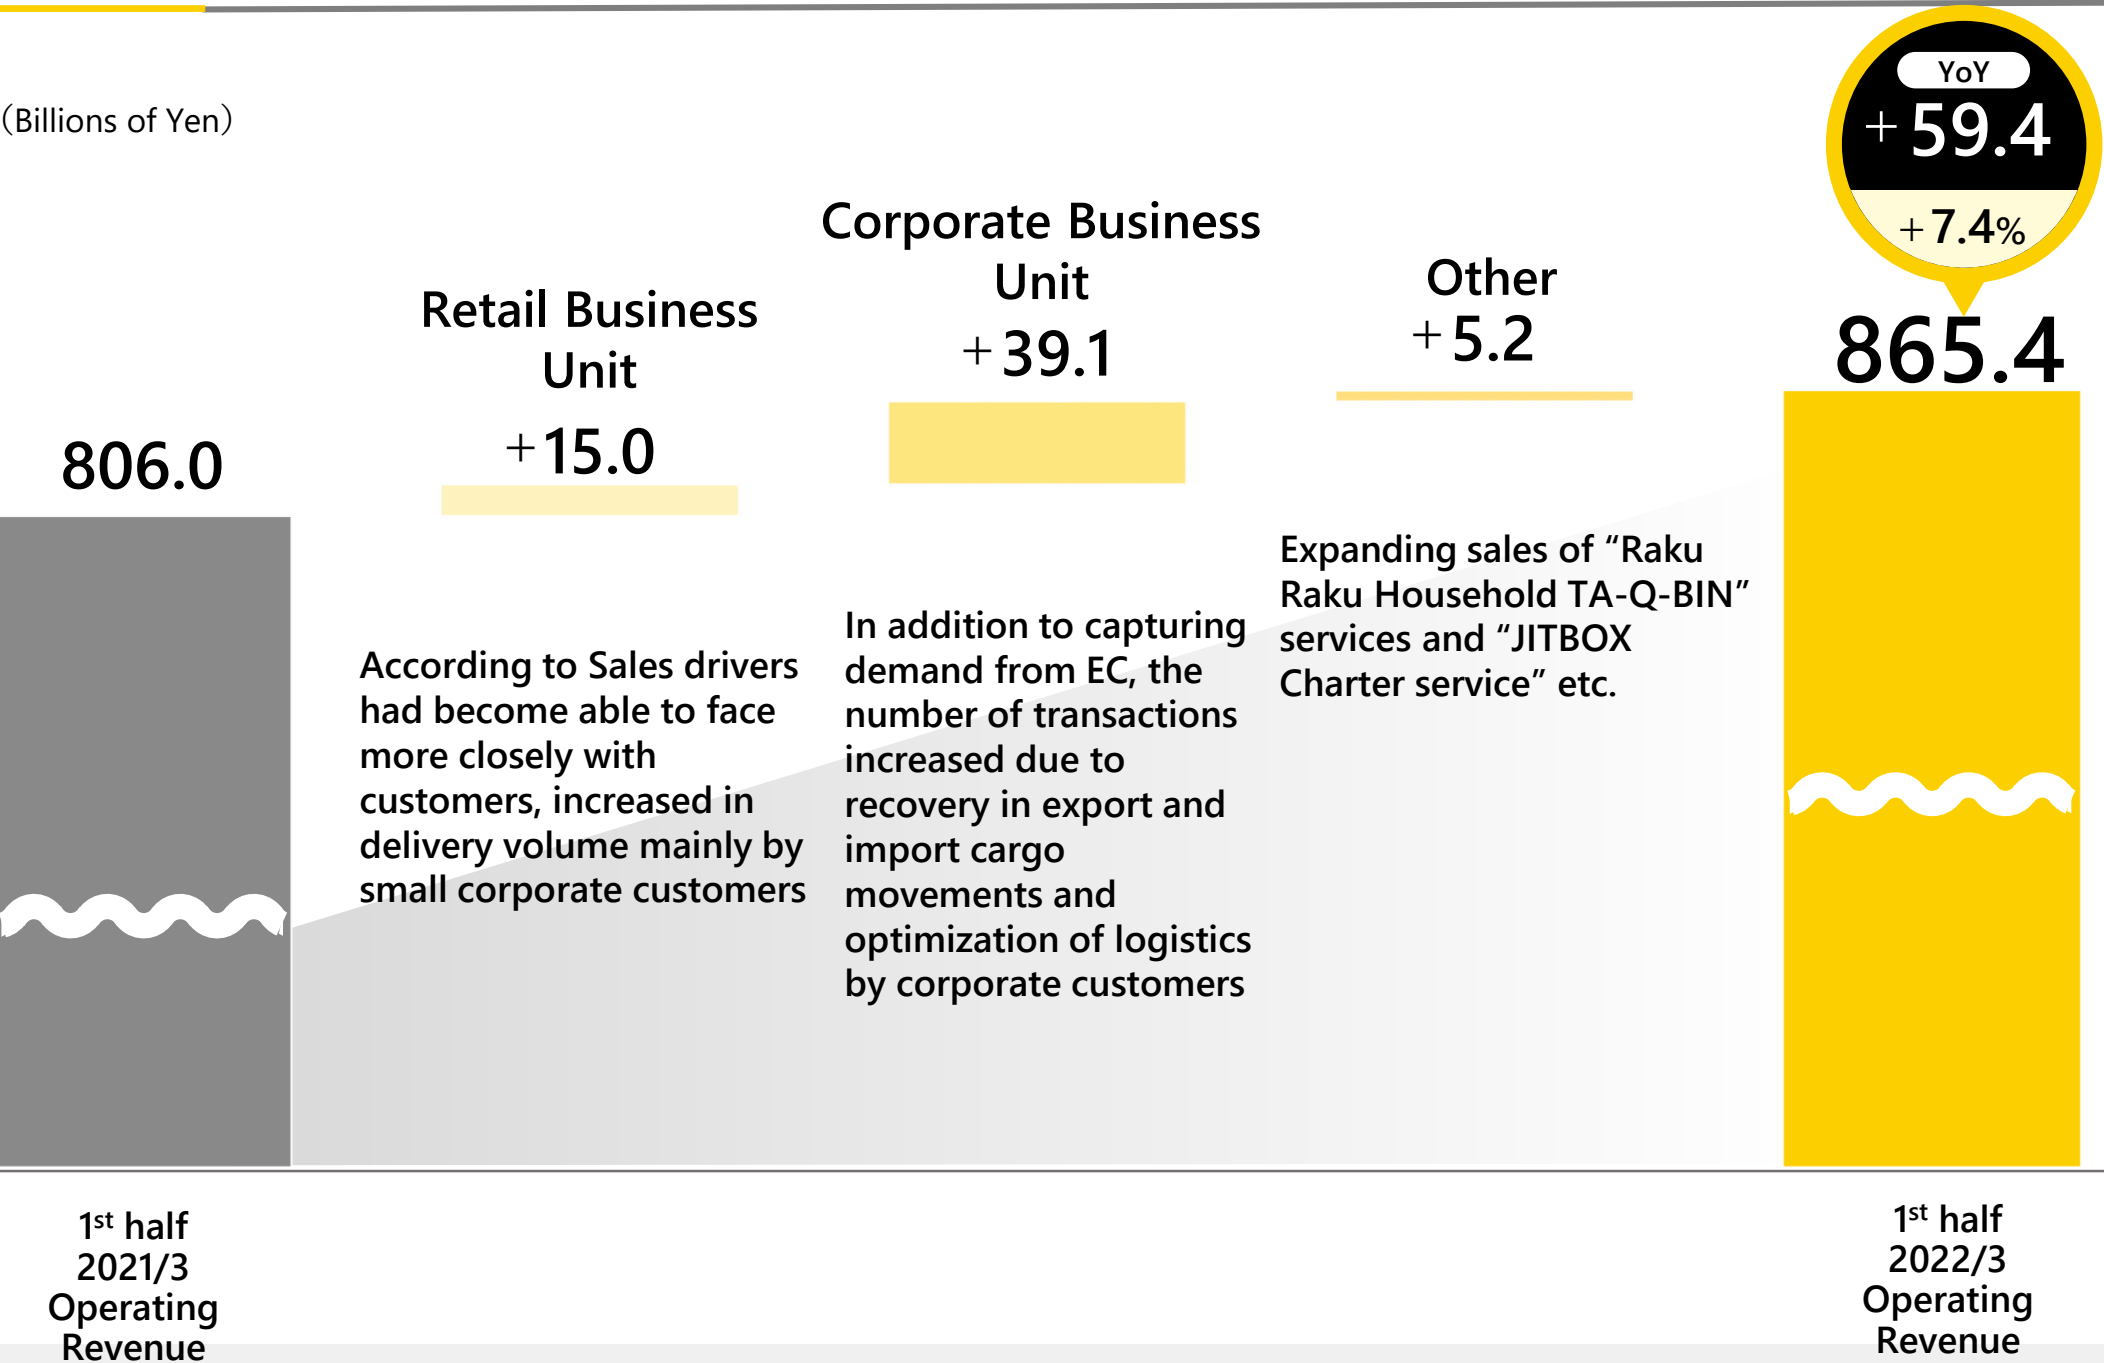 （Billions of Yen）
YoY
＋59.4
＋7.4%
865.4
Corporate Business
Unit
＋39.1
Other
＋5.2
Retail Business
Unit
＋15.0
806.0
According to Sales drivers
had become able to face
more closely with
customers, increased in
delivery volume mainly by
small corporate customers
In addition to capturing
demand from EC, the
number of transactions
increased due to
recovery in export and
import cargo
movements and
optimization of logistics
by corporate customers
Expanding sales of “Raku
Raku Household TA-Q-BIN”
services and “JITBOX
Charter service” etc.
1st half
2021/3
Operating
Revenue
1st half
2022/3
Operating
Revenue